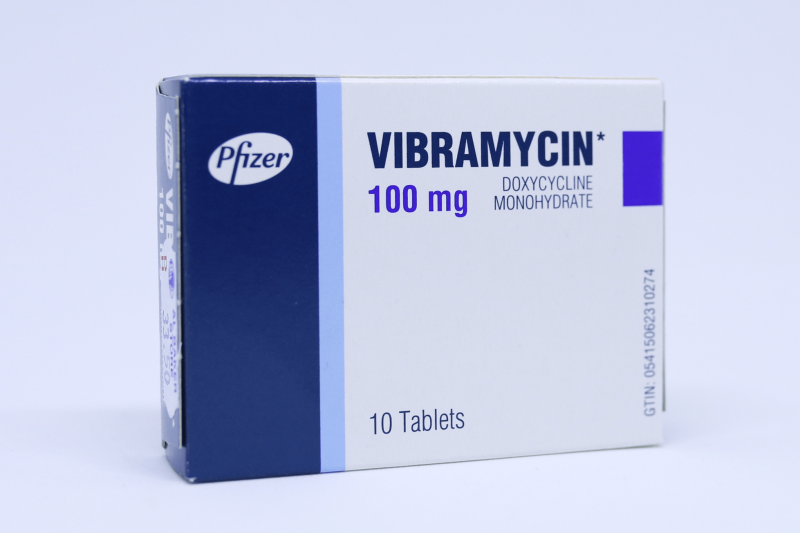 Pfizer
VIBRAMYCIN*
100 mg
DOXYCYCLINE
MONOHYDRATE
10 Tablets
GTIN: 05415062310274